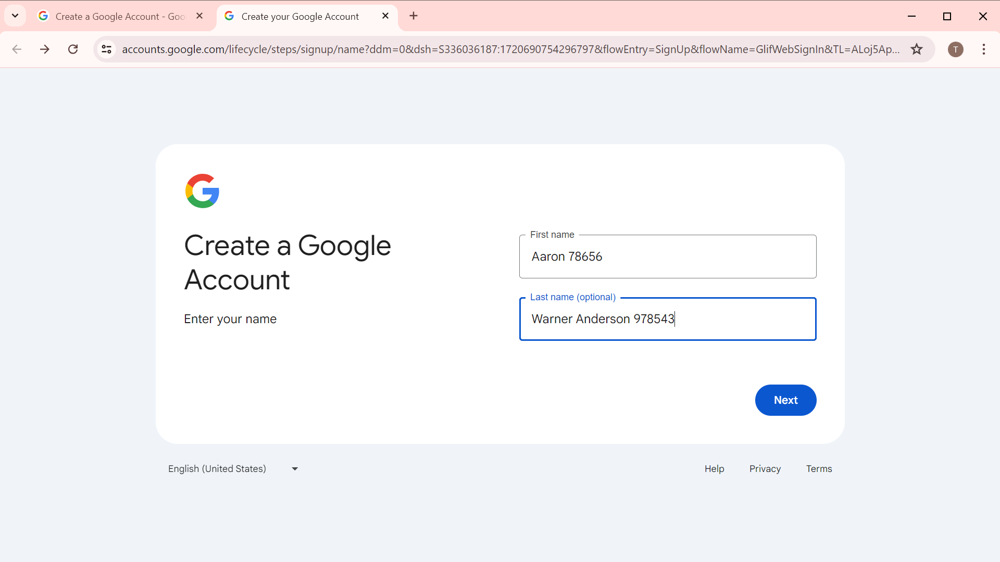 Create a Google Account - Goo
Create your Google Account
accounts.google.com/lifecycle/steps/signup/name?ddm=0&dsh=S336036187:1720690754296797&flowEntry=SignUp&flowName=GlifWebSignIn&TL=ALoj5Ap...
T
Create a Google
Account
Enter your name
First name
Aaron 78656
Last name (optional)
Warner Anderson 978543
Next
English (United States)
Help
Privacy
Terms